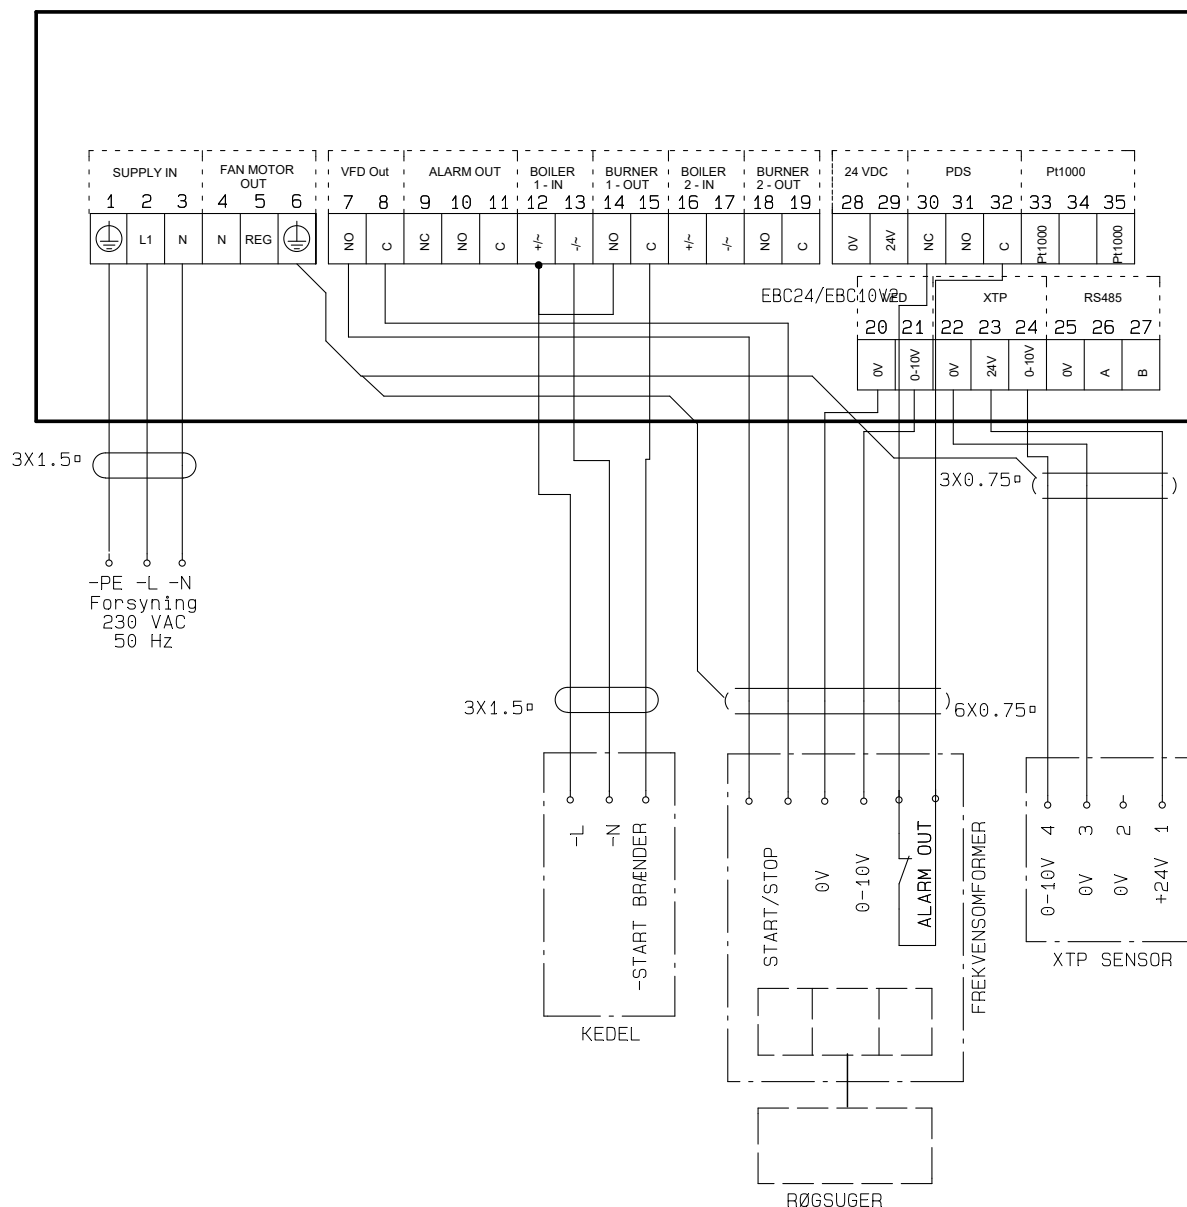 SUPPLY IN
FAN MOTOR
OUT
VFD Out
ALARM OUT
BOILER
1 - IN
BURNER
1 - OUT
BOILER
2 - IN
BURNER
2 - OUT
24 VDC
PDS
Pt1000
1 2 3 4 5 6 7 8 9 10 11 12 13 14 15 16 17 18 19 28 29 30 31 32 33 34 35
L1 N N REG NO C NC NO C +/~ -/~ NO C +/~ -/~ NO C 0V 24V NC NO C Pt1000 Pt1000
EBC24/EBC10V2
VFD
XTP
RS485
20 21 22 23 24 25 26 27
0V 0-10V 0V 24V 0-10V 0V A B
3X1.5▫
3X0.75▫
-PE -L -N
Forsyning
230 VAC
50 Hz
3X1.5▫
6X0.75▫
-L
-N
-START BRÆNDER
KEDEL
START/STOP
0V
0-10V
ALARM OUT
FREKVENSOMFORMER
0-10V 4
0V 3
0V 2
+24V 1
XTP SENSOR
RØGSUGER